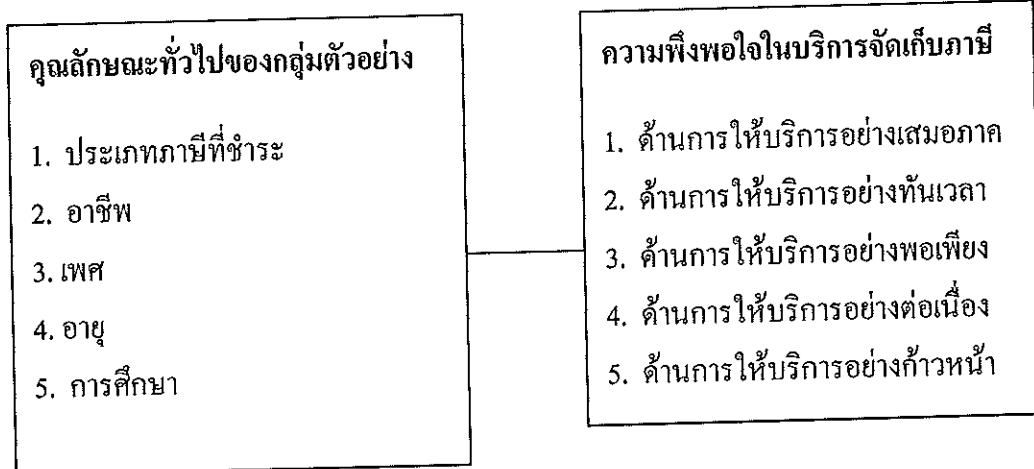 คุณลักษณะทั่วไปของกลุ่มตัวอย่าง
1. ประเภทภาษีที่ชำระ
2. อาชีพ
3. เพศ
4. อายุ
5. การศึกษา
ความพึงพอใจในบริการจัดเก็บภาษี
1. ด้านการให้บริการอย่างเสมอภาค
2. ด้านการให้บริการอย่างทันเวลา
3. ด้านการให้บริการอย่างพอเพียง
4. ด้านการให้บริการอย่างต่อเนื่อง
5. ด้านการให้บริการอย่างก้าวหน้า